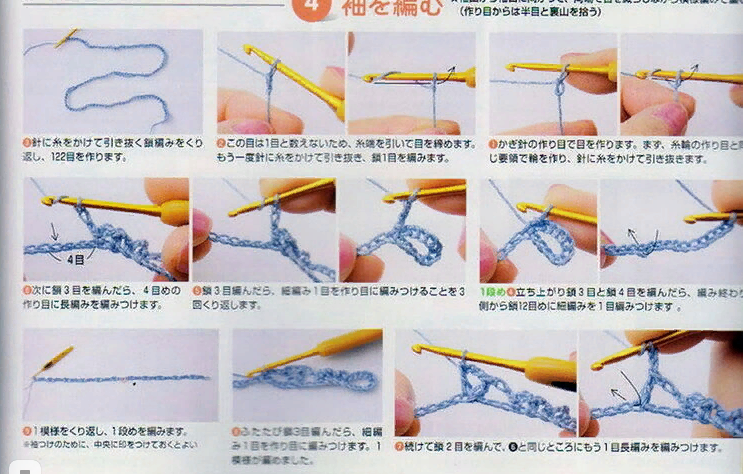 4 袖を編む
（作り目からは半目と裏山を拾う）
①かぎ針の作り目で目を作ります。まず、糸輪の作り目と同
じ要領で輪を作り、針に糸をかけて引き抜きます。
②この目は1目と数えないため、糸端を引いて目を締めます。
もう一度針に糸をかけて引き抜き、鎖1目を編みます。
③針に糸をかけて引き抜く鎖編みをくり
返し、122目を作ります。
1段め④立ち上がり鎖3目と鎖4目を編んだら、編み終わり
側から鎖12目めに細編みを1目編みつけます。
⑤鎖3目編んだら、細編み1目を作り目に編みつけることを3
回くり返します。
4目
⑥次に鎖3目を編んだら、4目めの
作り目に長編みを編みつけます。
⑦続けて鎖2目を編んで、⑥と同じところにもう1目長編みを編みつけます。
⑧ふたたび鎖3目編んだら、細編
み1目を作り目に編みつけます。1
模様が編めました。
⑨1模様をくり返し、1段めを編みます。
※袖つけのために、中央に印をつけておくとよい